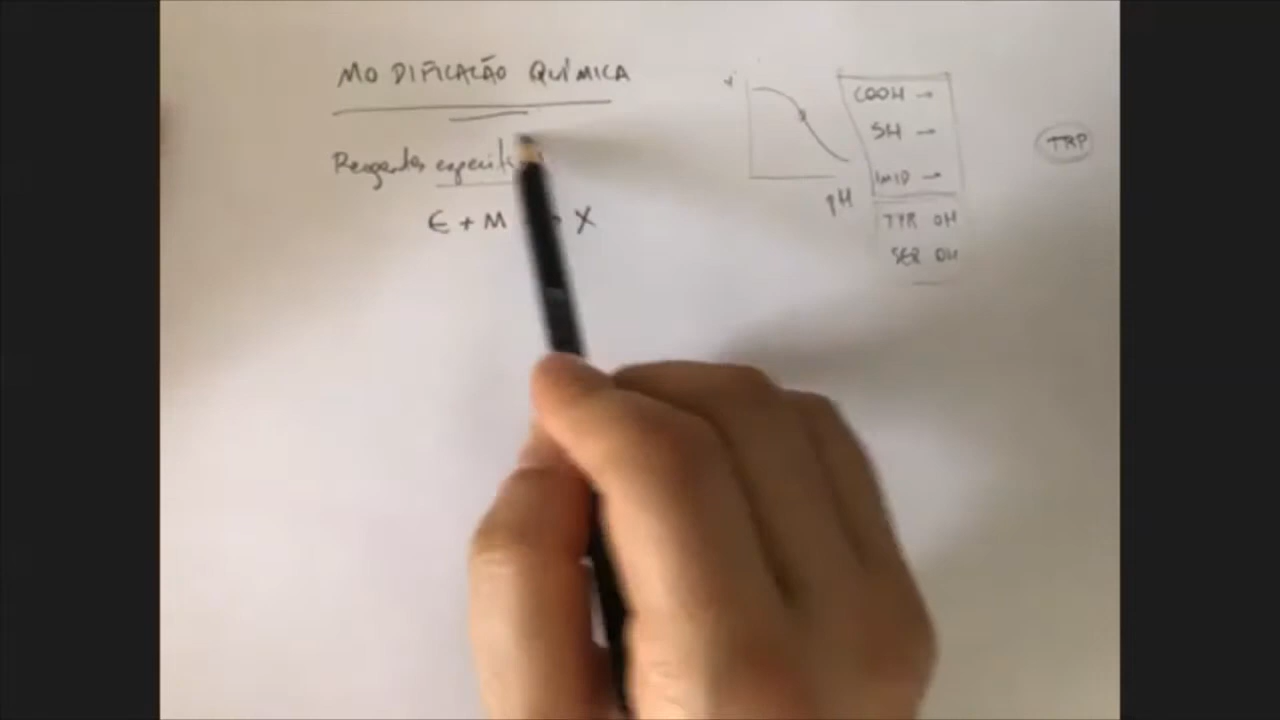 MODIFICAÇÃO QUÍMICA
Reagentes
E + M X
pH
COOH →
SH →
IMID →
TYR OH
SER OH
TRP